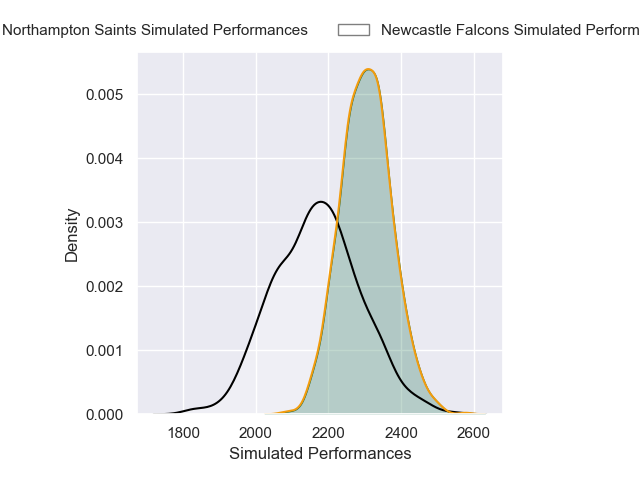 Northampton Saints Simulated Performances
Newcastle Falcons Simulated Perform
0.005
0.004
0.003
0.002
0.001
0.000
Density
1800 2000 2200 2400 2600
Simulated Performances